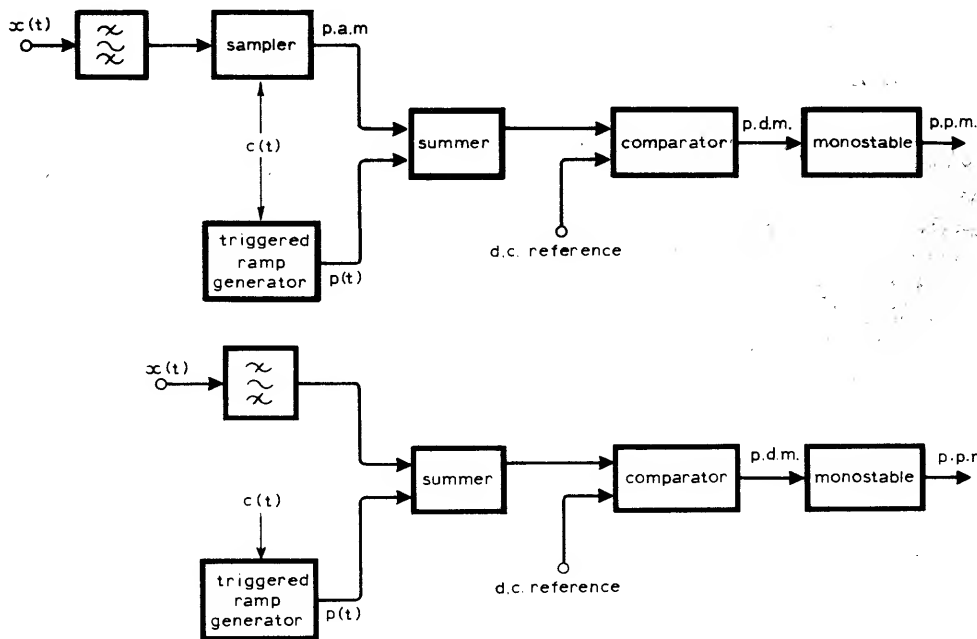 x(t)
sampler
p.a.m
c(t)
triggered
ramp
generator
p(t)
summer
comparator
d.c. reference
p.d.m.
monostable
p.p.m.
x(t)
c(t)
triggered
ramp
generator
p(t)
summer
comparator
d.c. reference
p.d.m.
monostable
p.p.